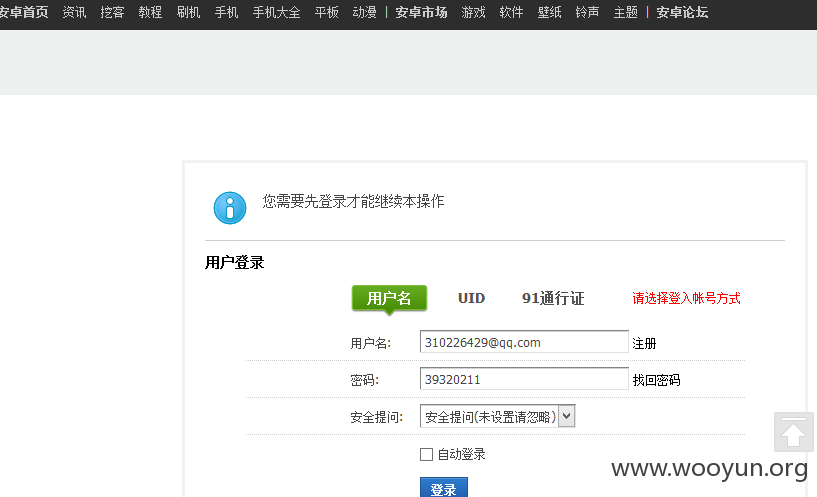 安卓首页 资讯 挖客 教程 刷机 手机 手机大全 平板 动漫 | 安卓市场 游戏 软件 壁纸 铃声 主题 | 安卓论坛
您需要先登录才能继续本操作
用户登录
用户名 UID 91通行证 请选择登入帐号方式
用户名: 310226429@qq.com 注册
密码: 39320211 找回密码
安全提问: 安全提问(未设置请忽略)
自动登录
www.wooyun.org
登录